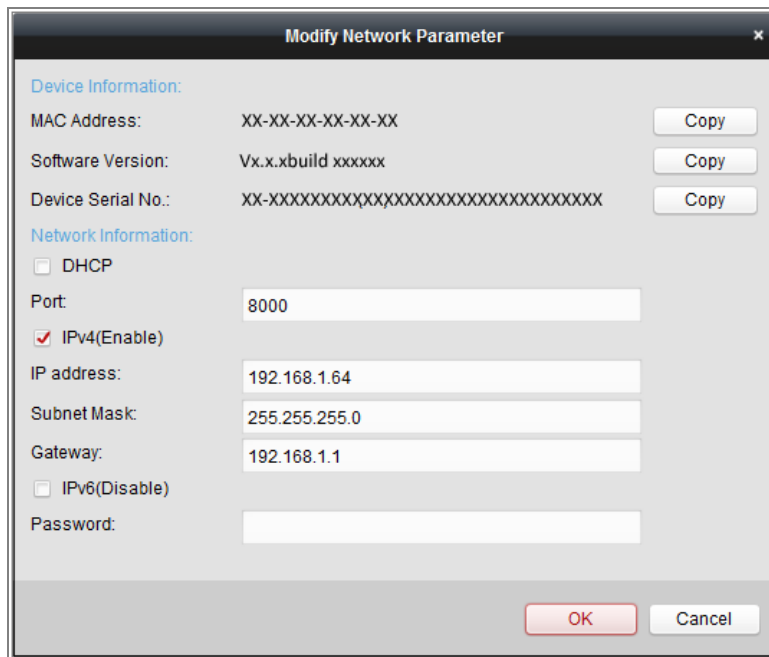 Modify Network Parameter ×
Device Information:
MAC Address: XX-XX-XX-XX-XX-XX Copy
Software Version: Vx.x.xbuild xxxxxx Copy
Device Serial No.: XX-XXXXXXXXXXXXXXXXXXXXXXXXXXXXXXXX Copy
Network Information:
DHCP
Port: 8000
IPv4(Enable)
IP address: 192.168.1.64
Subnet Mask: 255.255.255.0
Gateway: 192.168.1.1
IPv6(Disable)
Password:
OK Cancel